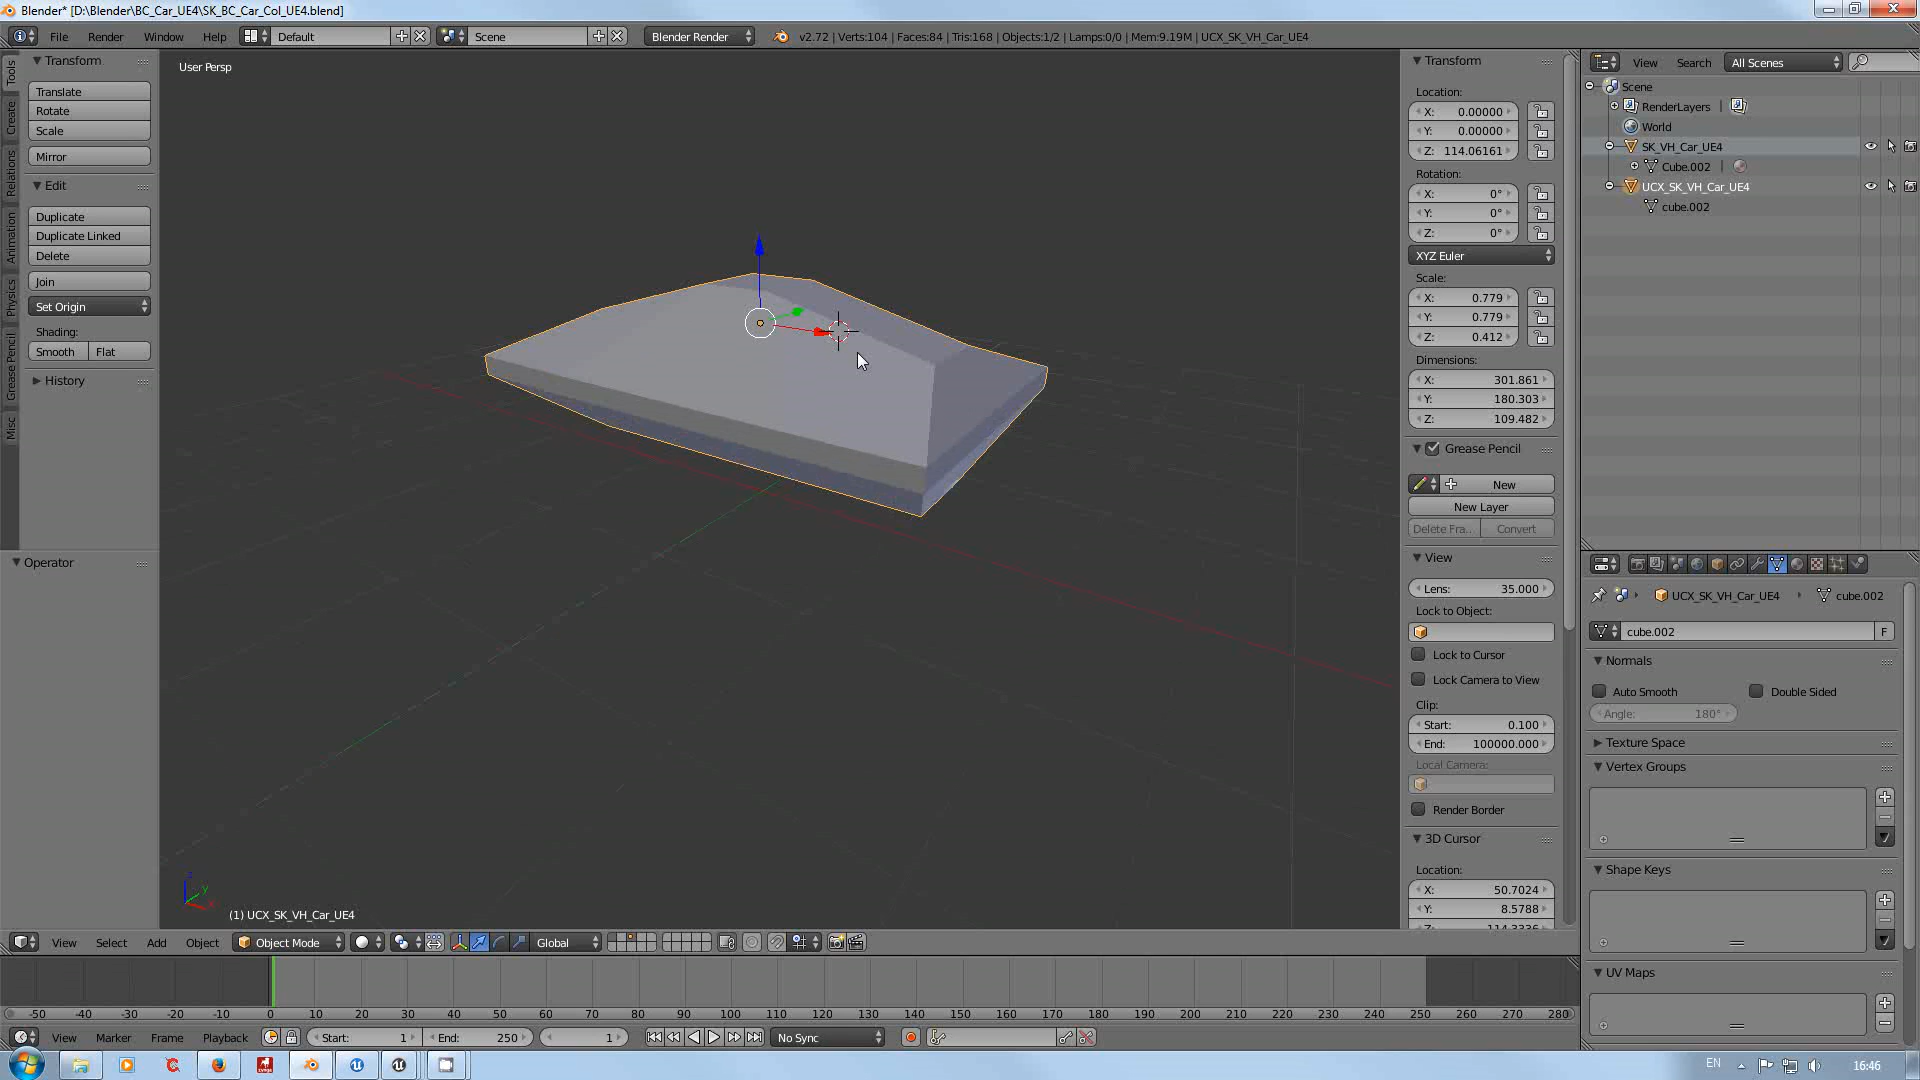 Blender* [D:\Blender\BC_Car_UE4\SK_BC_Car_Col_UE4.blend]
File Render Window Help Default Scene Blender Render v2.72 | Verts:104 | Faces:84 | Tris:168 | Objects:1/2 | Lamps:0/0 | Mem:9.19M | UCX_SK_VH_Car_UE4
Tools
Create
Relations
Animation
Physics
Grease Pencil
Misc
Transform
Translate
Rotate
Scale
Mirror
Edit
Duplicate
Duplicate Linked
Delete
Join
Set Origin
Shading:
Smooth Flat
History
Operator
User Persp
(1) UCX_SK_VH_Car_UE4
Transform
Location:
X: 0.00000
Y: 0.00000
Z: 114.06161
Rotation:
X: 0°
Y: 0°
Z: 0°
XYZ Euler
Scale:
X: 0.779
Y: 0.779
Z: 0.412
Dimensions:
X: 301.861
Y: 180.303
Z: 109.482
Grease Pencil
New
New Layer
Delete Fra.. Convert
View
Lens: 35.000
Lock to Object:
Lock to Cursor
Lock Camera to View
Clip:
Start: 0.100
End: 100000.000
Local Camera:
Render Border
3D Cursor
Location:
X: 50.7024
Y: 8.5788
View Search All Scenes
Scene
RenderLayers
World
SK_VH_Car_UE4
Cube.002
UCX_SK_VH_Car_UE4
cube.002
UCX_SK_VH_Car_UE4 cube.002
cube.002 F
Normals
Auto Smooth Double Sided
Angle: 180°
Texture Space
Vertex Groups
Shape Keys
UV Maps
View Select Add Object Object Mode Global
-50 -40 -30 -20 -10 0 10 20 30 40 50 60 70 80 90 100 110 120 130 140 150 160 170 180 190 200 210 220 230 240 250 260 270 280
View Marker Frame Playback Start: 1 End: 250 1 No Sync
EN 16:46